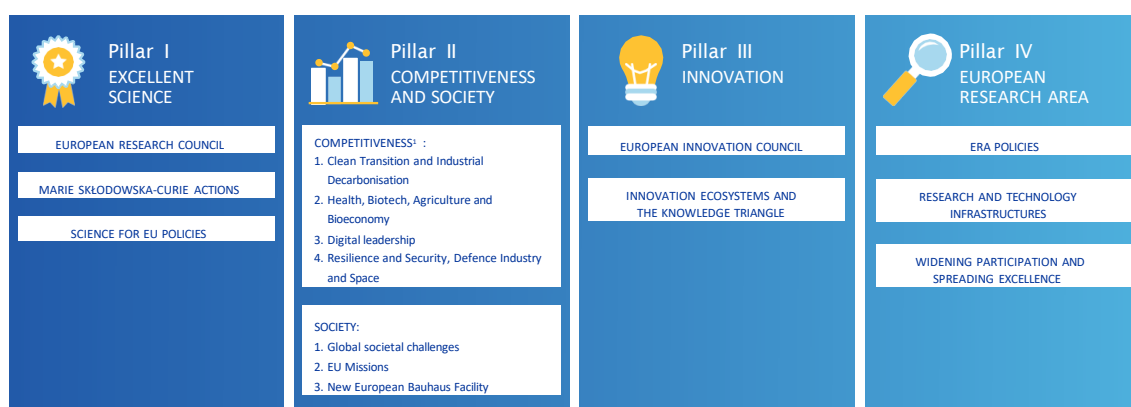 Pillar I
EXCELLENT
SCIENCE
EUROPEAN RESEARCH COUNCIL
MARIE SKŁODOWSKA-CURIE ACTIONS
SCIENCE FOR EU POLICIES
Pillar II
COMPETITIVENESS
AND SOCIETY
COMPETITIVENESS¹ :
1. Clean Transition and Industrial
Decarbonisation
2. Health, Biotech, Agriculture and
Bioeconomy
3. Digital leadership
4. Resilience and Security, Defence Industry
and Space
SOCIETY:
1. Global societal challenges
2. EU Missions
3. New European Bauhaus Facility
Pillar III
INNOVATION
EUROPEAN INNOVATION COUNCIL
INNOVATION ECOSYSTEMS AND
THE KNOWLEDGE TRIANGLE
Pillar IV
EUROPEAN
RESEARCH AREA
ERA POLICIES
RESEARCH AND TECHNOLOGY
INFRASTRUCTURES
WIDENING PARTICIPATION AND
SPREADING EXCELLENCE